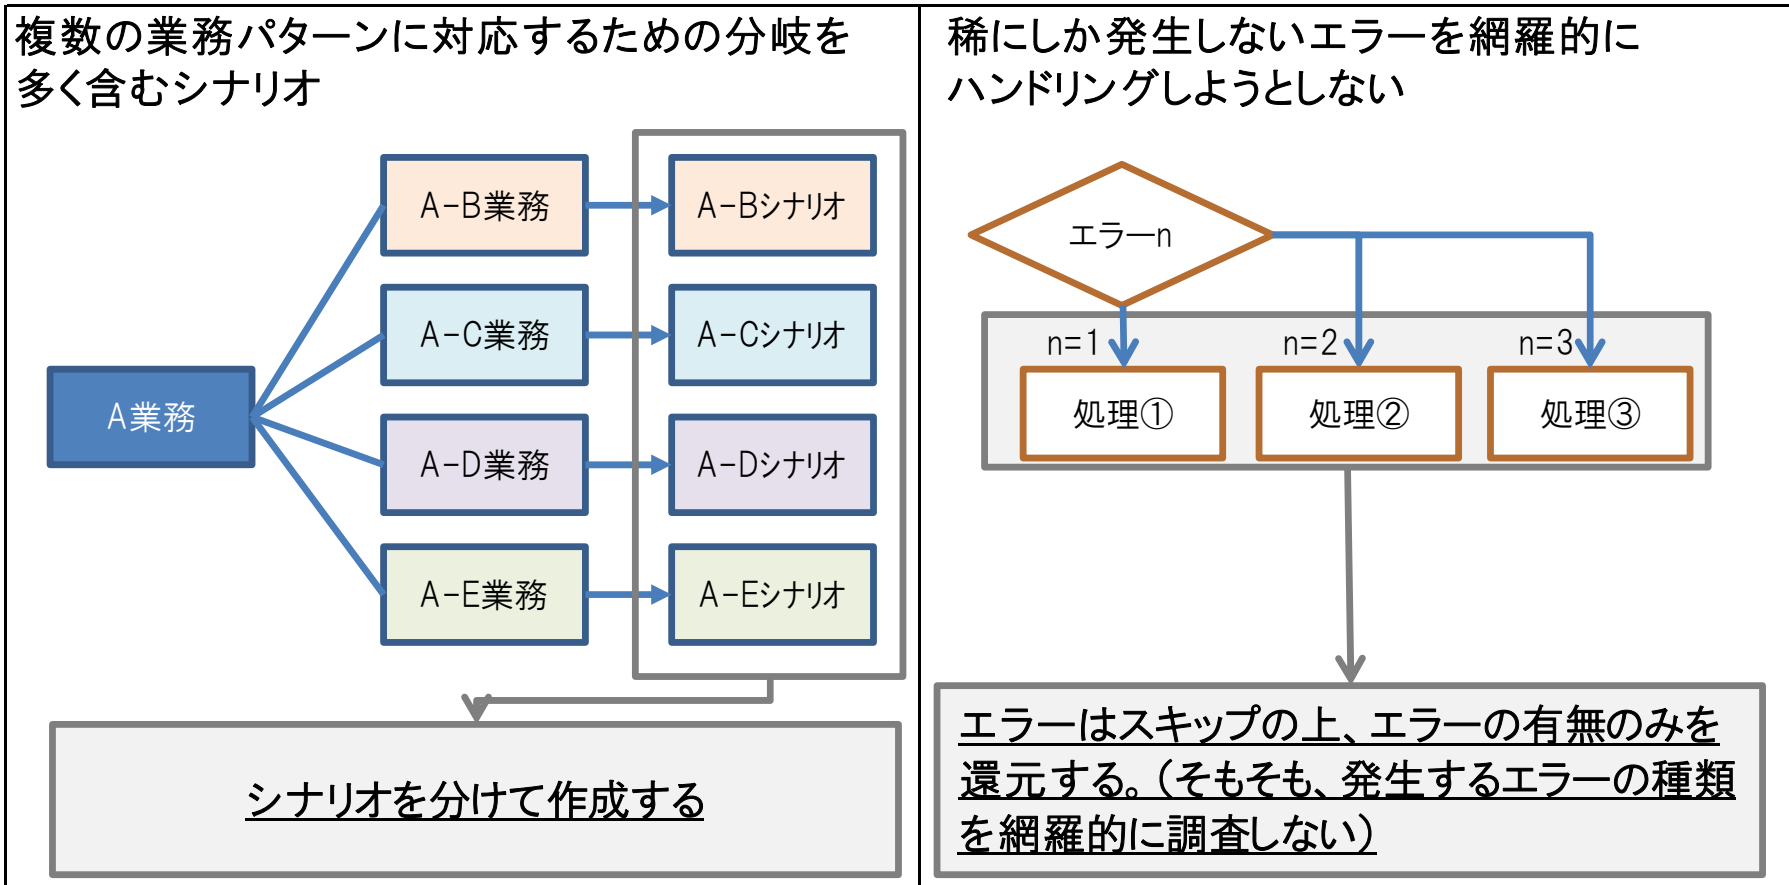 複数の業務パターンに対応するための分岐を
多く含むシナリオ
A業務
A-B業務
A-Bシナリオ
A-C業務
A-Cシナリオ
A-D業務
A-Dシナリオ
A-E業務
A-Eシナリオ
シナリオを分けて作成する
稀にしか発生しないエラーを網羅的に
ハンドリングしようとしない
エラーn
n=1
n=2
n=3
処理①
処理②
処理③
エラーはスキップの上、エラーの有無のみを
還元する。（そもそも、発生するエラーの種類
を網羅的に調査しない）